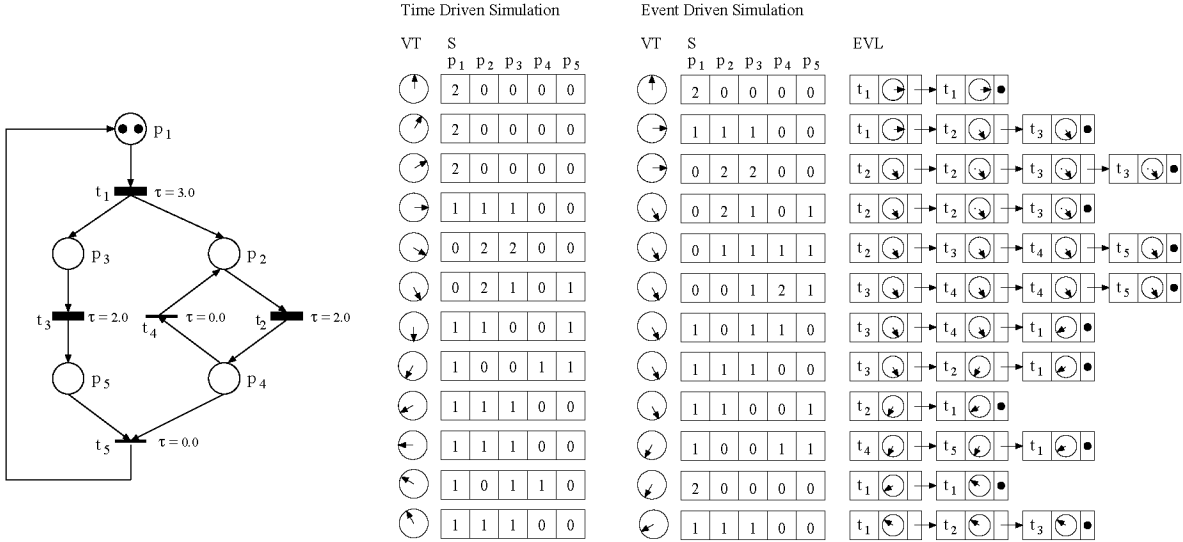 p1
t1 τ = 3.0
p3
p2
t3 τ = 2.0
t4 τ = 0.0
t2 τ = 2.0
p5
p4
t5 τ = 0.0
Time Driven Simulation
VT S
p1 p2 p3 p4 p5
2 0 0 0 0
2 0 0 0 0
2 0 0 0 0
1 1 1 0 0
0 2 2 0 0
0 2 1 0 1
1 1 0 0 1
1 0 0 1 1
1 1 1 0 0
1 1 1 0 0
1 0 1 1 0
1 1 1 0 0
Event Driven Simulation
VT S EVL
p1 p2 p3 p4 p5
2 0 0 0 0 t1 t1
1 1 1 0 0 t1 t2 t3
0 2 2 0 0 t2 t2 t3 t3
0 2 1 0 1 t2 t2 t3
0 1 1 1 1 t2 t3 t4 t5
0 0 1 2 1 t3 t4 t4 t5
1 0 1 1 0 t3 t4 t1
1 1 1 0 0 t3 t2 t1
1 1 0 0 1 t2 t1
1 0 0 1 1 t4 t5 t1
2 0 0 0 0 t1 t1
1 1 1 0 0 t1 t2 t3